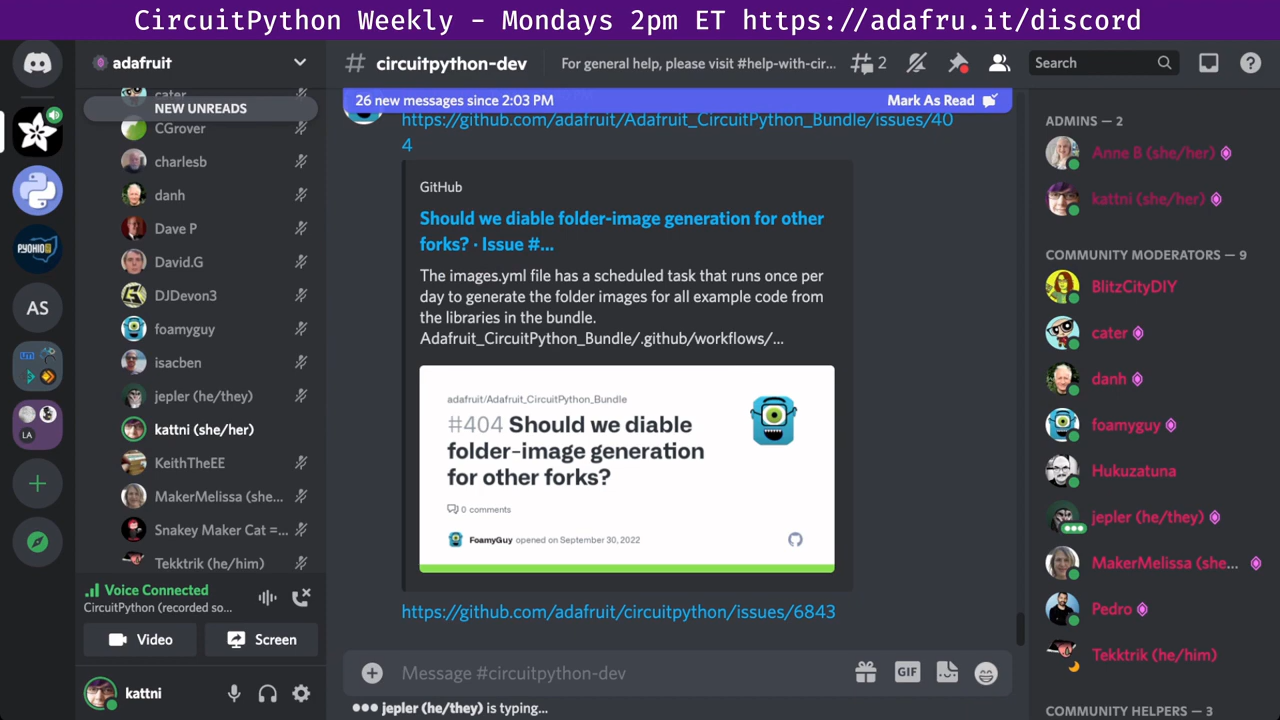 CircuitPython Weekly - Mondays 2pm ET https://adafru.it/discord
adafruit
cater
NEW UNREADS
CGrover
charlesb
danh
Dave P
David.G
DJDevon3
foamyguy
isacben
jepler (he/they)
kattni (she/her)
KeithTheEE
MakerMelissa (she...
Snakey Maker Cat =...
Tekktrik (he/him)
Voice Connected
CircuitPython (recorded so...
Video
Screen
kattni
PYOHIO
AS
LA
# circuitpython-dev
For general help, please visit #help-with-cir...
2
Search
26 new messages since 2:03 PM
Mark As Read
https://github.com/adafruit/Adafruit_CircuitPython_Bundle/issues/40
4
GitHub
Should we diable folder-image generation for other
forks? · Issue #...
The images.yml file has a scheduled task that runs once per
day to generate the folder images for all example code from
the libraries in the bundle.
Adafruit_CircuitPython_Bundle/.github/workflows/...
adafruit/Adafruit_CircuitPython_Bundle
#404 Should we diable
folder-image generation
for other forks?
0 comments
FoamyGuy opened on September 30, 2022
https://github.com/adafruit/circuitpython/issues/6843
Message #circuitpython-dev
GIF
jepler (he/they) is typing...
ADMINS — 2
Anne B (she/her)
kattni (she/her)
COMMUNITY MODERATORS — 9
BlitzCityDIY
cater
danh
foamyguy
Hukuzatuna
jepler (he/they)
MakerMelissa (she...
Pedro
Tekktrik (he/him)
COMMUNITY HELPERS — 3